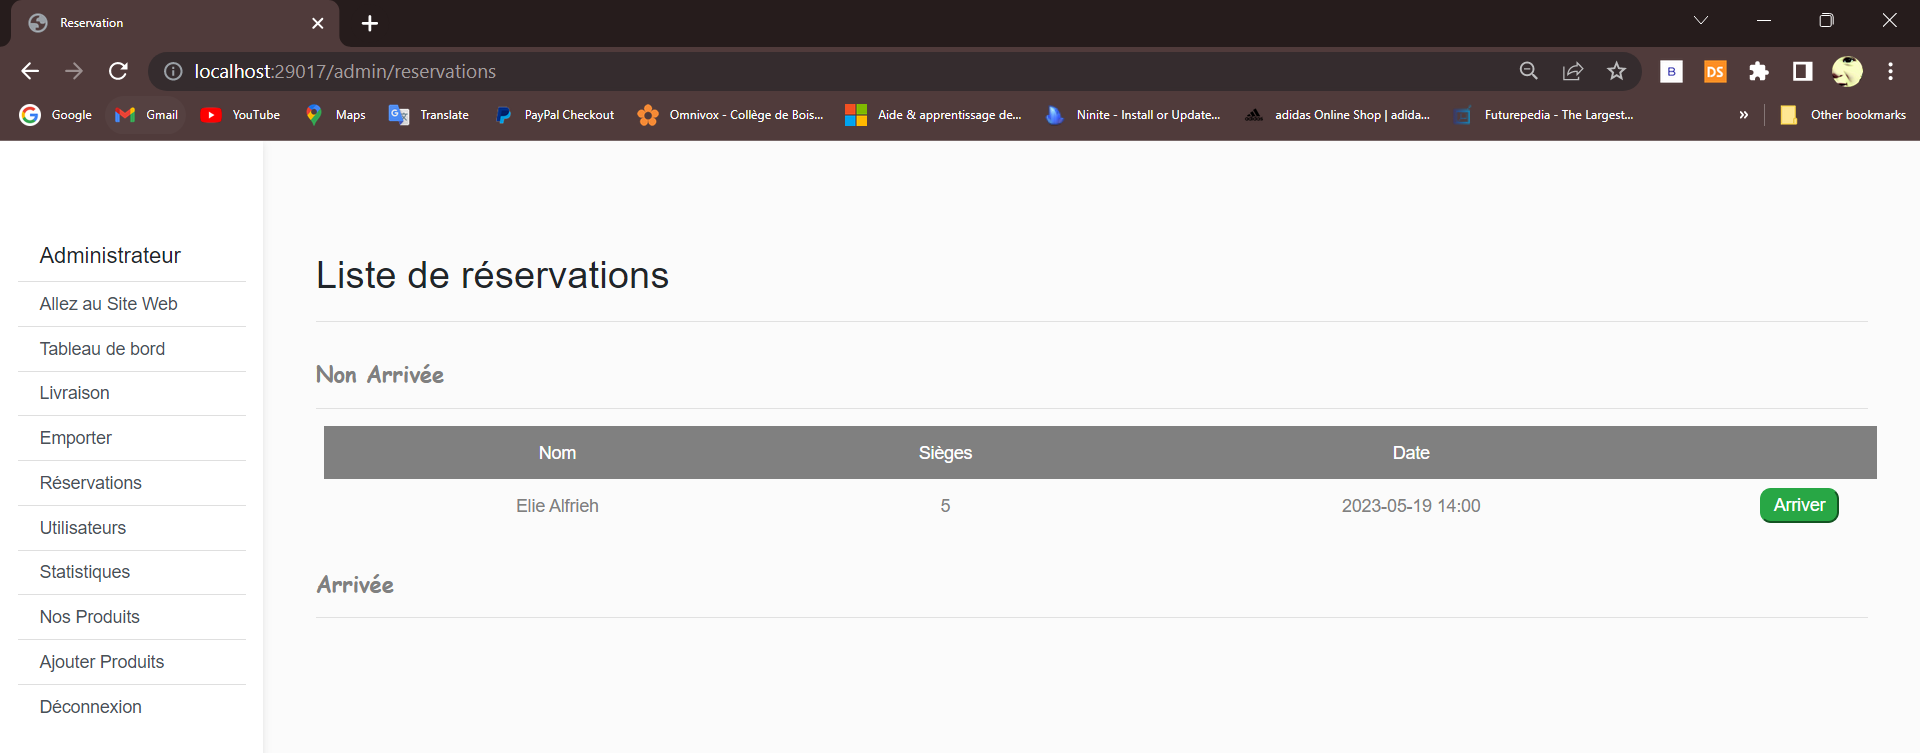 Reservation
localhost:29017/admin/reservations
B
DS
Google
Gmail
YouTube
Maps
Translate
PayPal Checkout
Omnivox - Collège de Bois...
Aide & apprentissage de...
Ninite - Install or Update...
adidas Online Shop | adida...
Futurepedia - The Largest...
»
Other bookmarks
Administrateur
Allez au Site Web
Tableau de bord
Livraison
Emporter
Réservations
Utilisateurs
Statistiques
Nos Produits
Ajouter Produits
Déconnexion
Liste de réservations
Non Arrivée
Nom Sièges Date
Elie Alfrieh 5 2023-05-19 14:00 Arriver
Arrivée